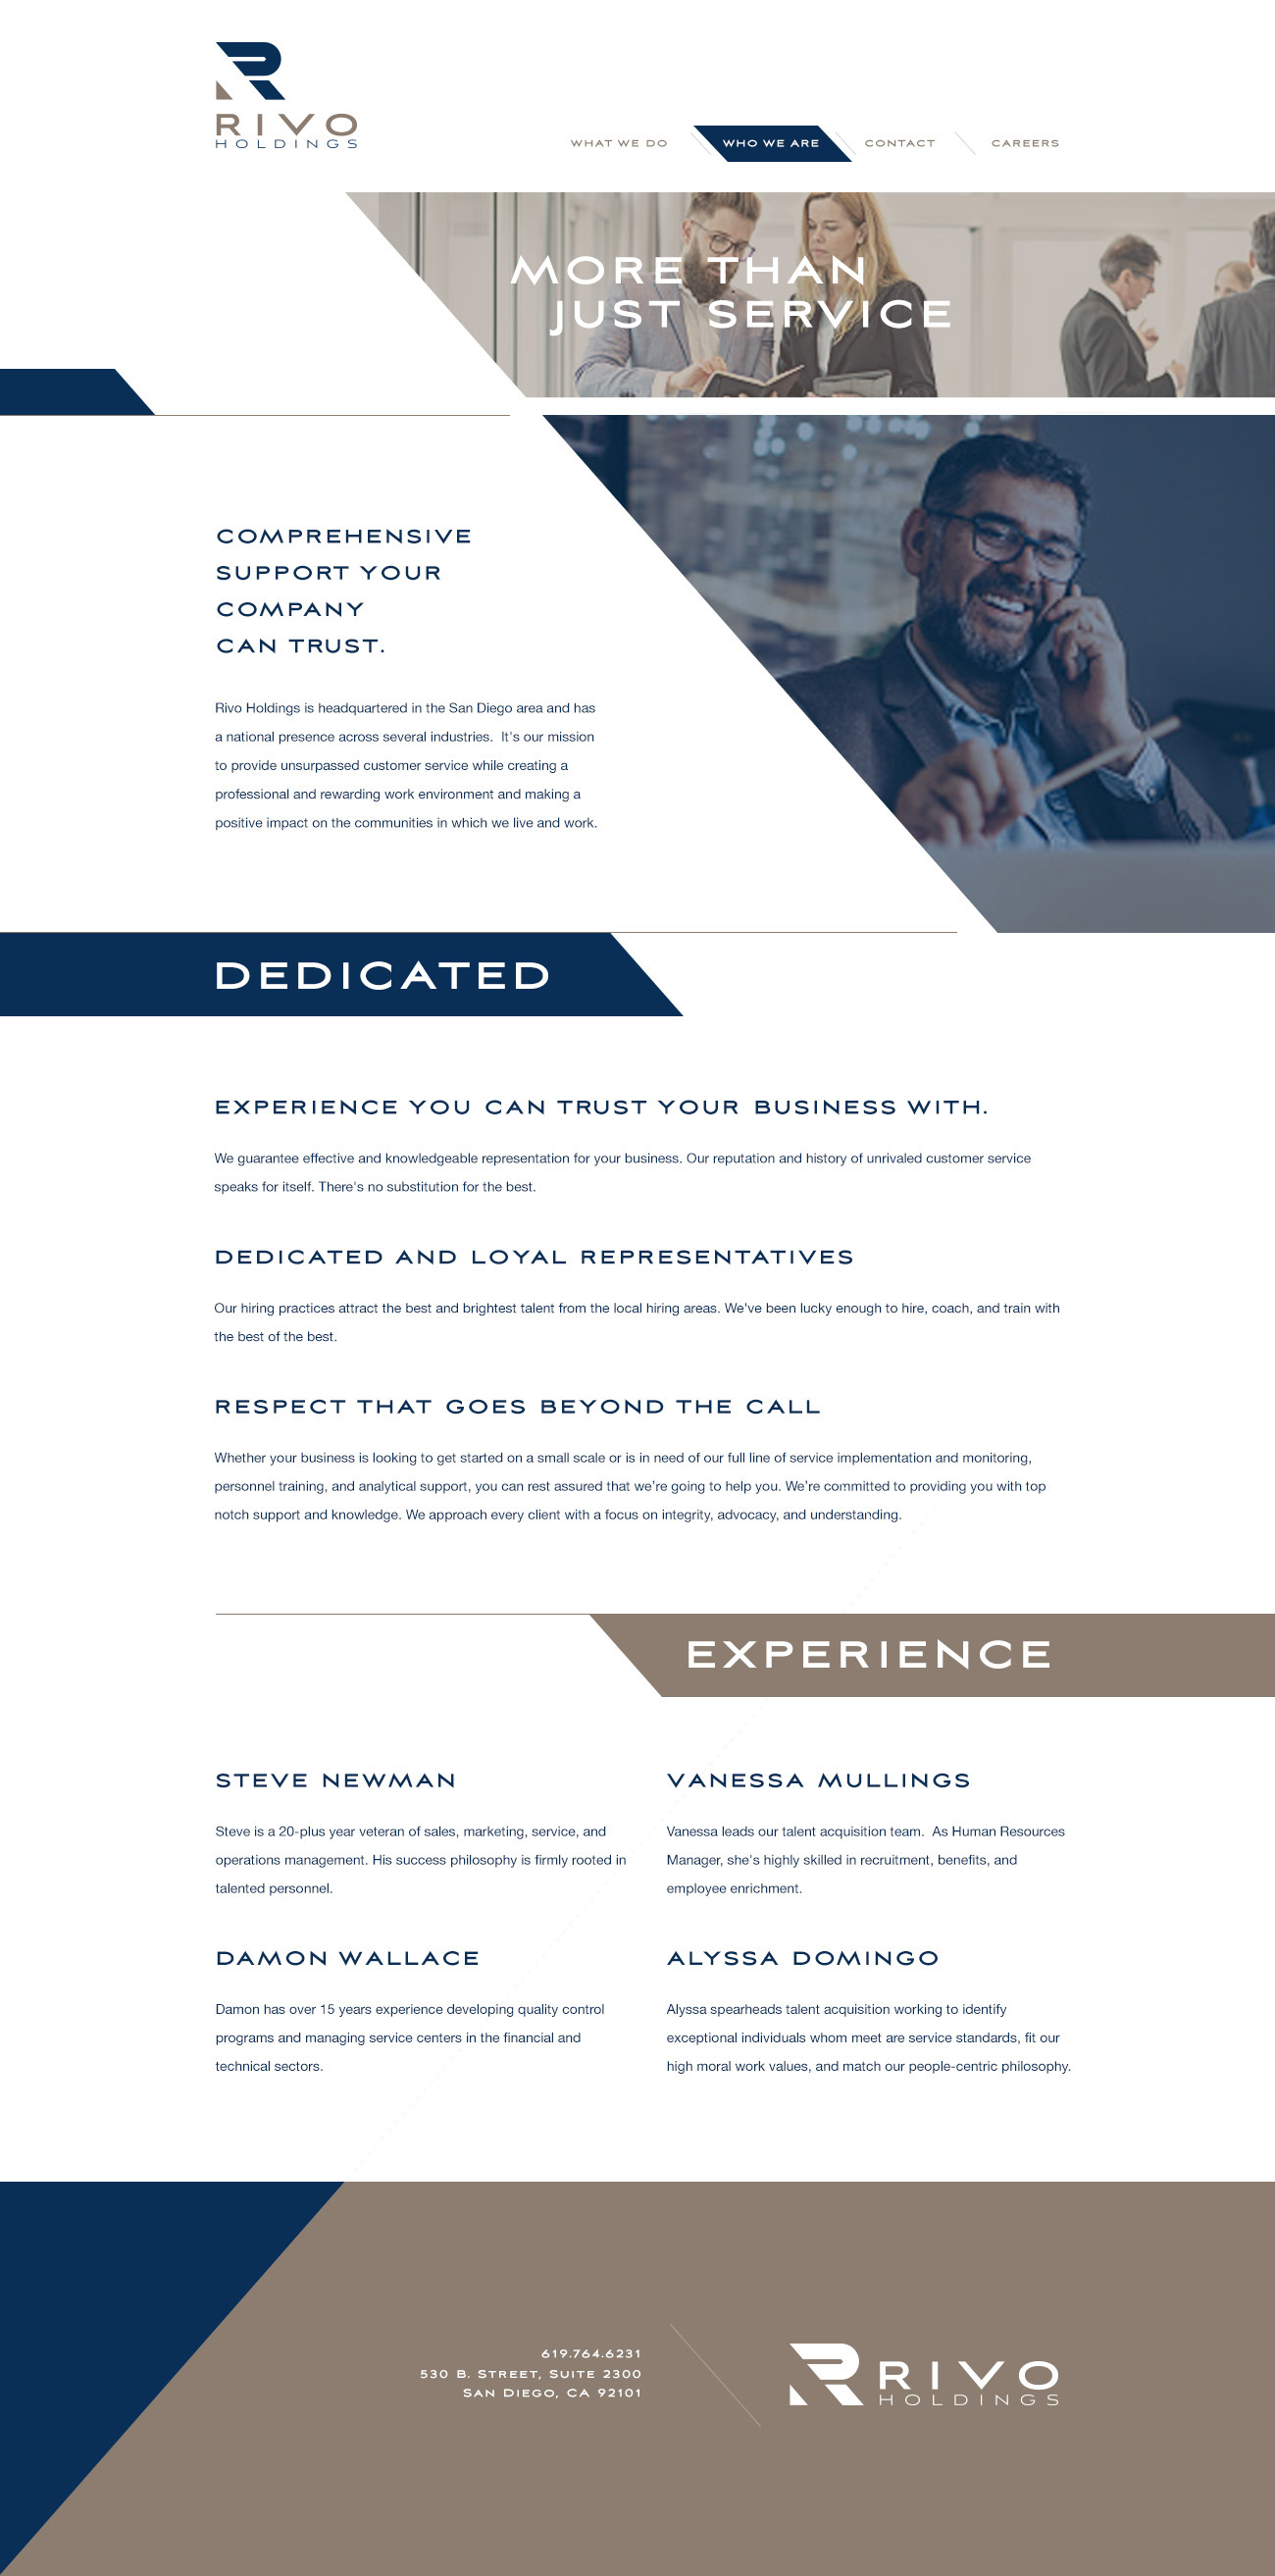 RIVO
HOLDINGS
WHAT WE DO
WHO WE ARE
CONTACT
CAREERS
MORE THAN
JUST SERVICE
COMPREHENSIVE
SUPPORT YOUR
COMPANY
CAN TRUST.
Rivo Holdings is headquartered in the San Diego area and has
a national presence across several industries.  It's our mission
to provide unsurpassed customer service while creating a
professional and rewarding work environment and making a
positive impact on the communities in which we live and work.
DEDICATED
EXPERIENCE YOU CAN TRUST YOUR BUSINESS WITH.
We guarantee effective and knowledgeable representation for your business. Our reputation and history of unrivaled customer service
speaks for itself. There's no substitution for the best.
DEDICATED AND LOYAL REPRESENTATIVES
Our hiring practices attract the best and brightest talent from the local hiring areas. We've been lucky enough to hire, coach, and train with
the best of the best.
RESPECT THAT GOES BEYOND THE CALL
Whether your business is looking to get started on a small scale or is in need of our full line of service implementation and monitoring,
personnel training, and analytical support, you can rest assured that we’re going to help you. We’re committed to providing you with top
notch support and knowledge. We approach every client with a focus on integrity, advocacy, and understanding.
EXPERIENCE
STEVE NEWMAN
Steve is a 20-plus year veteran of sales, marketing, service, and
operations management. His success philosophy is firmly rooted in
talented personnel.
VANESSA MULLINGS
Vanessa leads our talent acquisition team.  As Human Resources
Manager, she's highly skilled in recruitment, benefits, and
employee enrichment.
DAMON WALLACE
Damon has over 15 years experience developing quality control
programs and managing service centers in the financial and
technical sectors.
ALYSSA DOMINGO
Alyssa spearheads talent acquisition working to identify
exceptional individuals whom meet are service standards, fit our
high moral work values, and match our people-centric philosophy.
619.764.6231
530 B. Street, Suite 2300
San Diego, CA 92101
RIVO
HOLDINGS